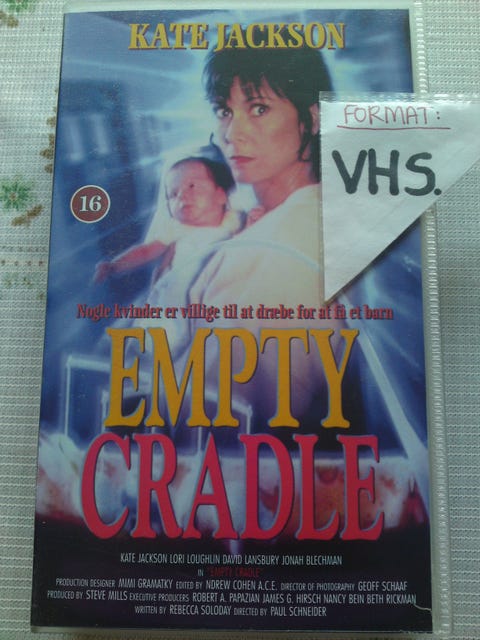 KATE JACKSON
FORMAT:
VHS.
16
Nogle kvinder er villige til at dræbe for at få et barn
EMPTY
CRADLE
KATE JACKSON LORI LOUGHLIN DAVID LANSBURY JONAH BLECHMAN
IN "EMPTY CRADLE"
PRODUCTION DESIGNER MIMI GRAMATKY EDITED BY NDREW COHEN A.C.E. DIRECTOR OF PHOTOGRAPHY GEOFF SCHAAF
PRODUCED BY STEVE MILLS EXECUTIVE PRODUCERS ROBERT A. PAPAZIAN JAMES G. HIRSCH NANCY BEIN BETH RICKMAN
WRITTEN BY REBECCA SOLODAY DIRECTED BY PAUL SCHNEIDER